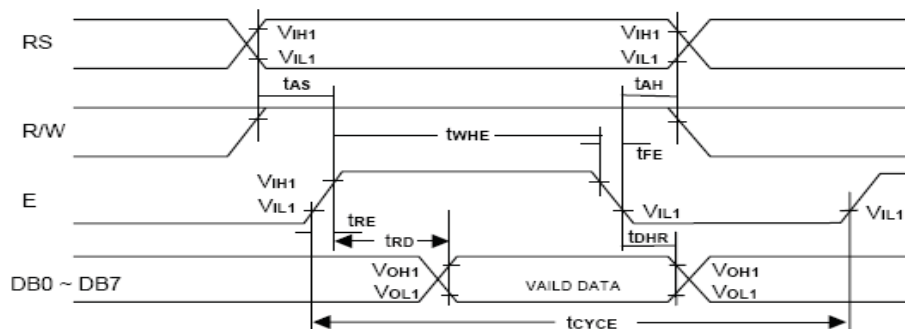 RS VIH1 VIH1
VIL1 VIL1
tAS tAH
R/W
tWHE
tFE
VIH1
E VIL1 VIL1 VIL1
tRE
tRD tDHR
VOH1 VOH1
DB0 ~ DB7 VOL1 VAILD DATA VOL1
tCYCE